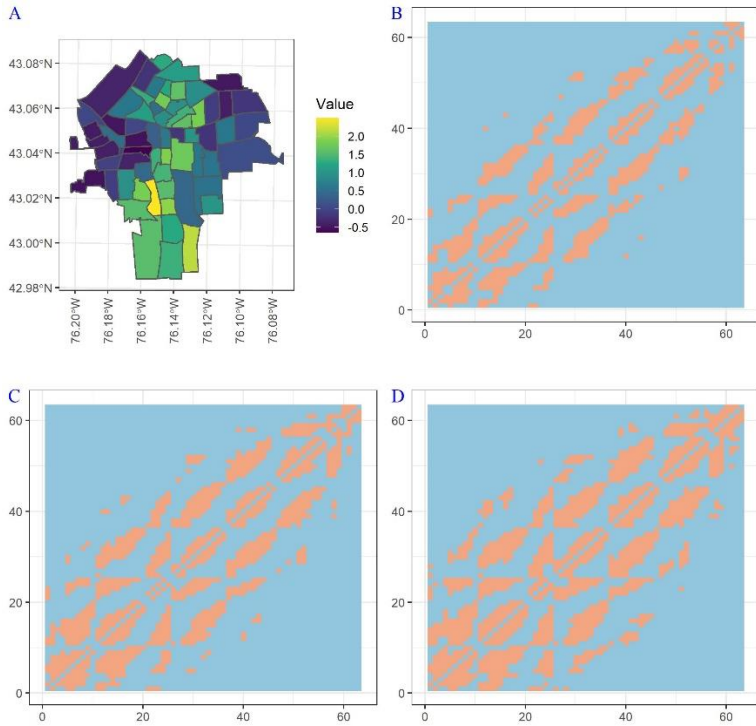 A
43.08°N
43.06°N
43.04°N
43.02°N
43.00°N
42.98°N
76.20°W
76.18°W
76.16°W
76.14°W
76.12°W
76.10°W
76.08°W
Value
2.0
1.5
1.0
0.5
0.0
-0.5
B
60
40
20
0
0
20
40
60
C
60
40
20
0
0
20
40
60
D
60
40
20
0
0
20
40
60